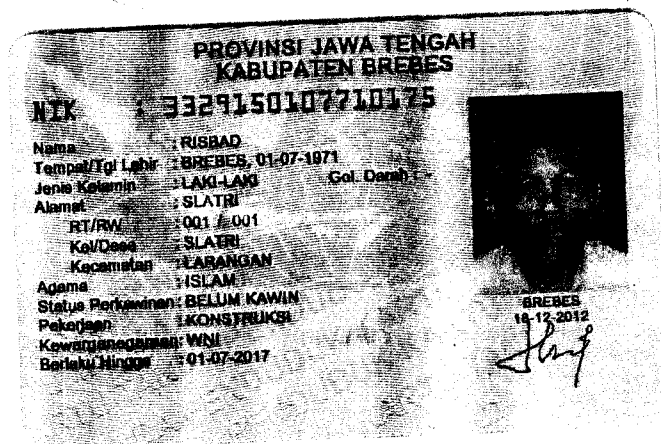 PROVINSI JAWA TENGAH
KABUPATEN BREBES
NIK : 3329150107710175
Nama : RISBAD
Tempat/Tgl Lahir : BREBES, 01-07-1971
Jenis Kelamin : LAKI-LAKI Gol. Darah : -
Alamat : SLATRI
RT/RW : 001 / 001
Kel/Desa : SLATRI
Kecamatan : LARANGAN
Agama : ISLAM
Status Perkawinan : BELUM KAWIN
Pekerjaan : KONSTRUKSI
Kewarganegaraan : WNI
Berlaku Hingga : 01-07-2017
BREBES
18-12-2012